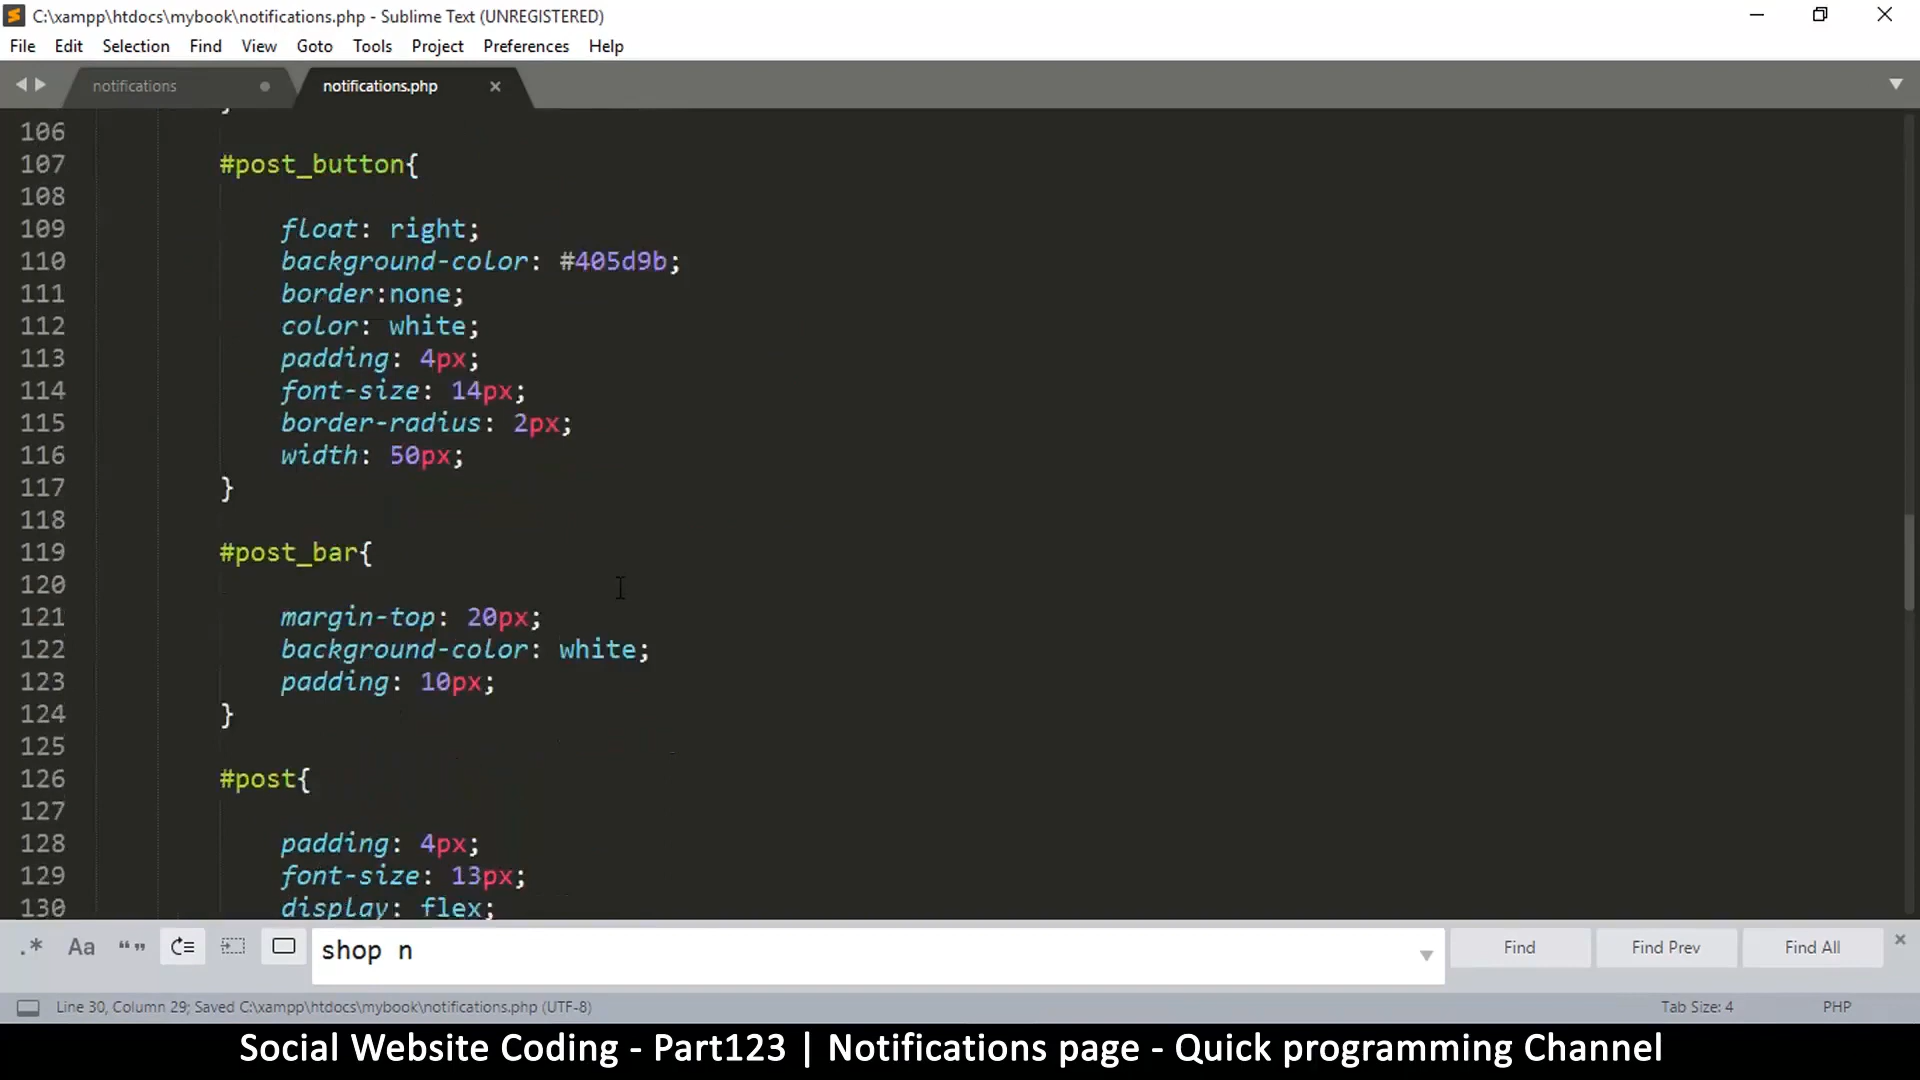 C:\xampp\htdocs\mybook\notifications.php - Sublime Text (UNREGISTERED)
File Edit Selection Find View Goto Tools Project Preferences Help
notifications notifications.php
106
107 #post_button{
108
109 float: right;
110 background-color: #405d9b;
111 border:none;
112 color: white;
113 padding: 4px;
114 font-size: 14px;
115 border-radius: 2px;
116 width: 50px;
117 }
118
119 #post_bar{
120
121 margin-top: 20px;
122 background-color: white;
123 padding: 10px;
124 }
125
126 #post{
127
128 padding: 4px;
129 font-size: 13px;
130 display: flex;
.* Aa “” shop n Find Find Prev Find All
Line 30, Column 29; Saved C:\xampp\htdocs\mybook\notifications.php (UTF-8) Tab Size: 4 PHP
Social Website Coding - Part123 | Notifications page - Quick programming Channel